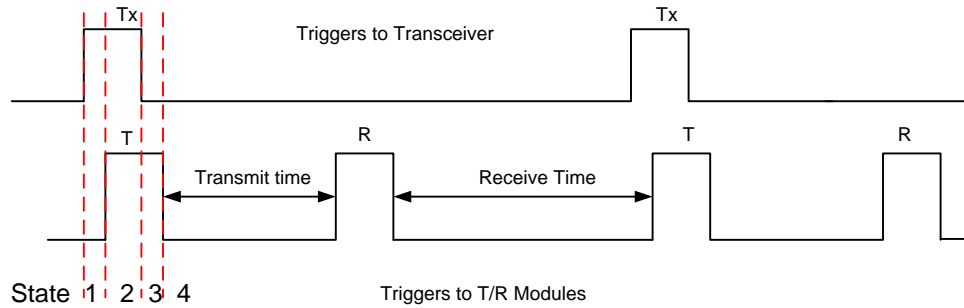 Tx Tx
Triggers to Transceiver
T R T R
Transmit time Receive Time
State 1 2 3 4 Triggers to T/R Modules